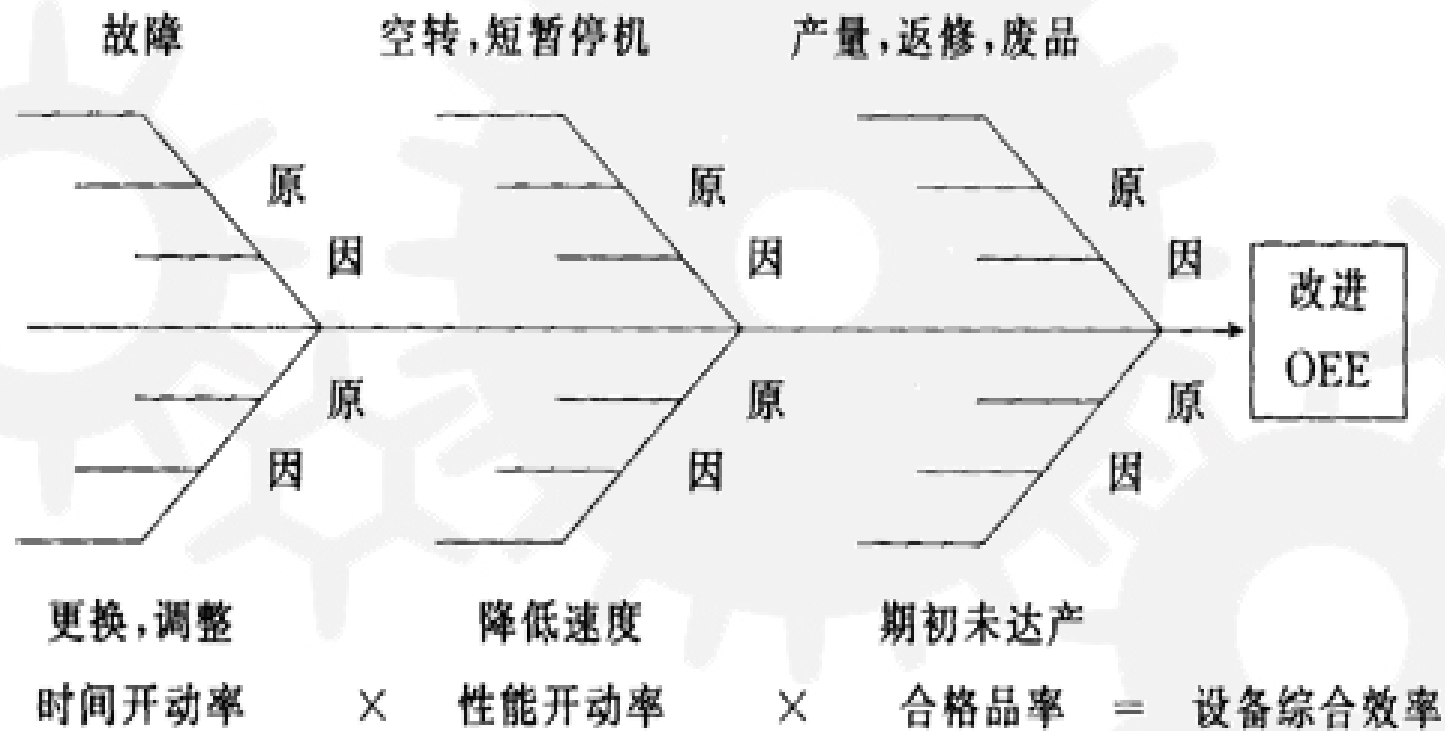 故障 空转,短暂停机 产量,返修,废品
原 原 原
因 因 因
改进
OEE
原 原 原
因 因 因
更换,调整 降低速度 期初未达产
时间开动率 × 性能开动率 × 合格品率 = 设备综合效率